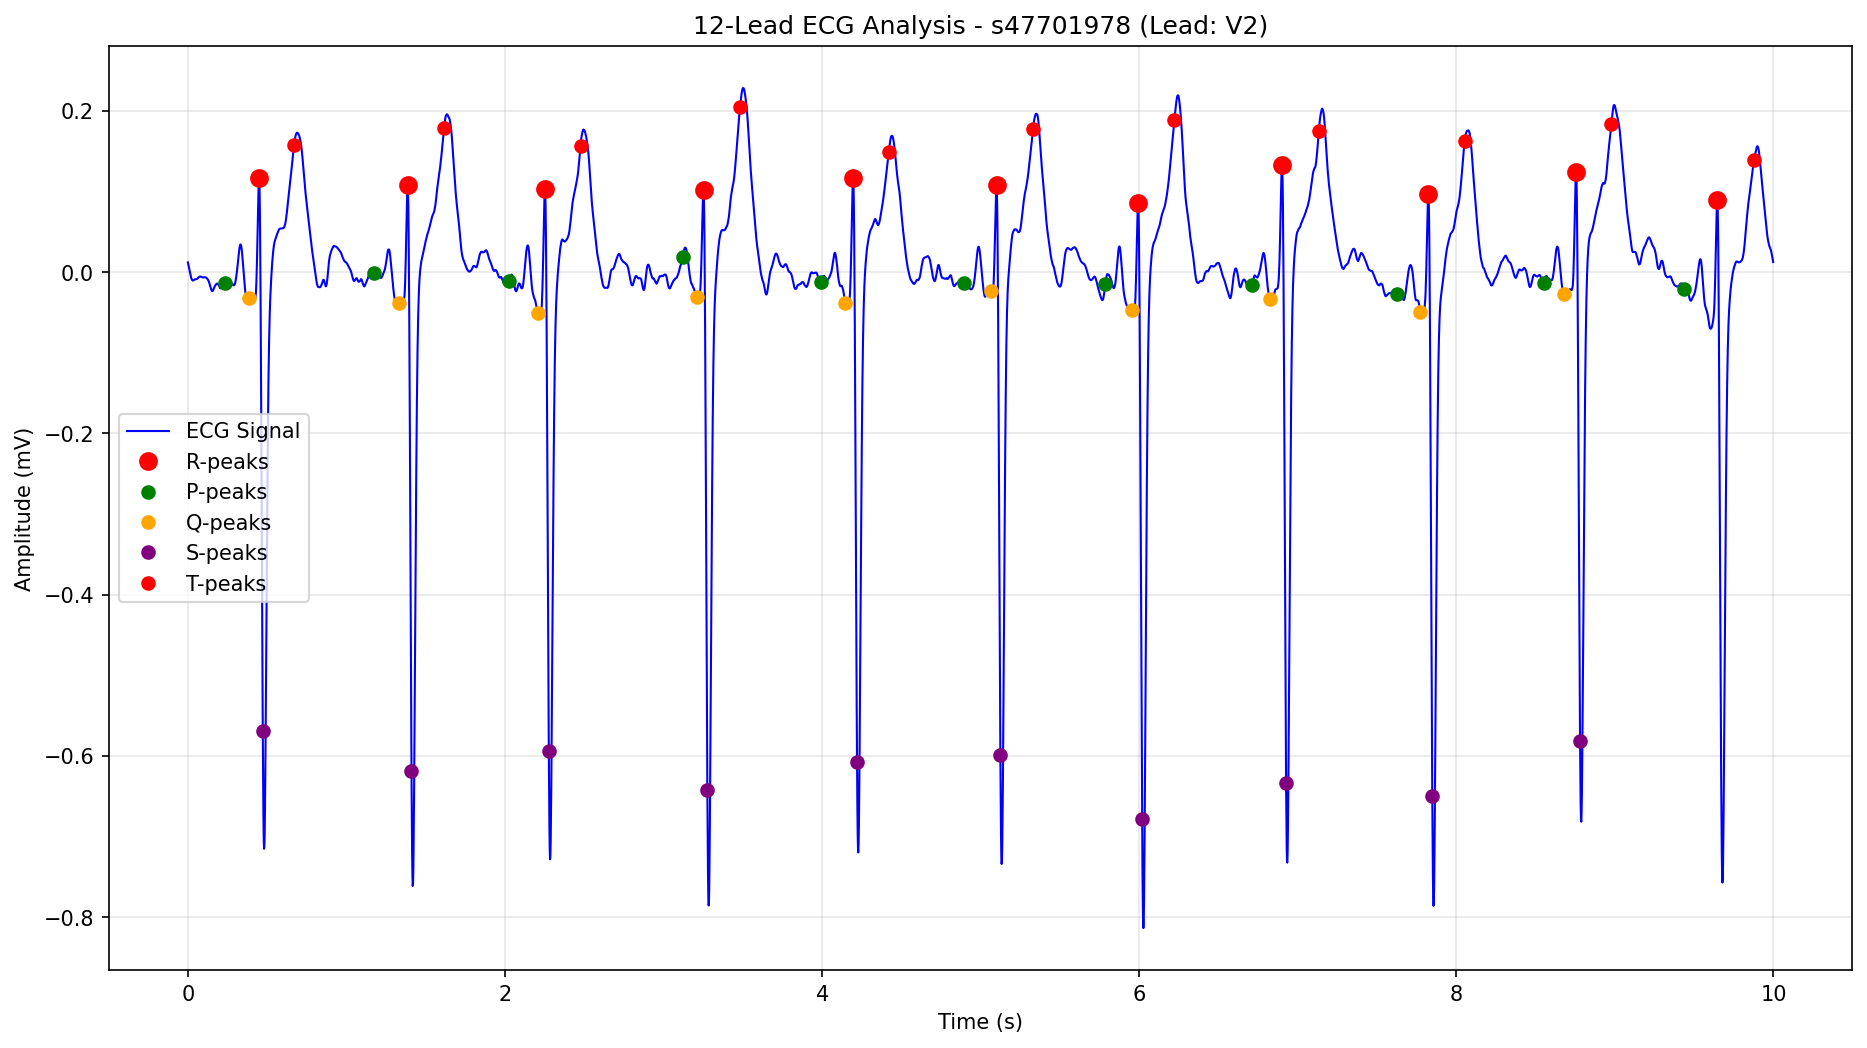 12-Lead ECG Analysis - s47701978 (Lead: V2)
Amplitude (mV)
0.2
0.0
−0.2
−0.4
−0.6
−0.8
ECG Signal
R-peaks
P-peaks
Q-peaks
S-peaks
T-peaks
0 2 4 6 8 10
Time (s)